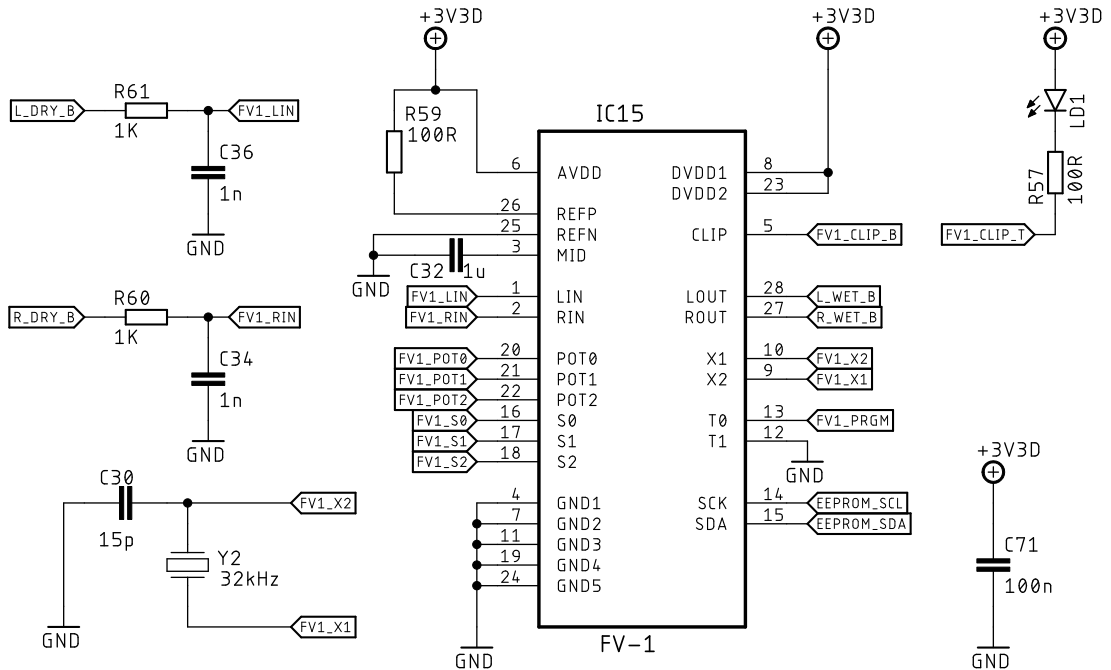 +3V3D
+3V3D
+3V3D
R61
L_DRY_B
FV1_LIN
1K
C36
1n
GND
R59
100R
IC15
LD1
R57
100R
FV1_CLIP_T
6 AVDD DVDD1 8
DVDD2 23
26 REFP
25 REFN CLIP 5 FV1_CLIP_B
3 MID
C32 1u
GND
FV1_LIN 1 LIN LOUT 28 L_WET_B
FV1_RIN 2 RIN ROUT 27 R_WET_B
R60
R_DRY_B
FV1_RIN
1K
C34
1n
GND
FV1_POT0 20 POT0 X1 10 FV1_X2
FV1_POT1 21 POT1 X2 9 FV1_X1
FV1_POT2 22 POT2
FV1_S0 16 S0 T0 13 FV1_PRGM
FV1_S1 17 S1 T1 12
FV1_S2 18 S2
GND
C30
15p
FV1_X2
Y2
32kHz
FV1_X1
GND
4 GND1 SCK 14 EEPROM_SCL
7 GND2 SDA 15 EEPROM_SDA
11 GND3
19 GND4
24 GND5
GND
FV-1
+3V3D
C71
100n
GND